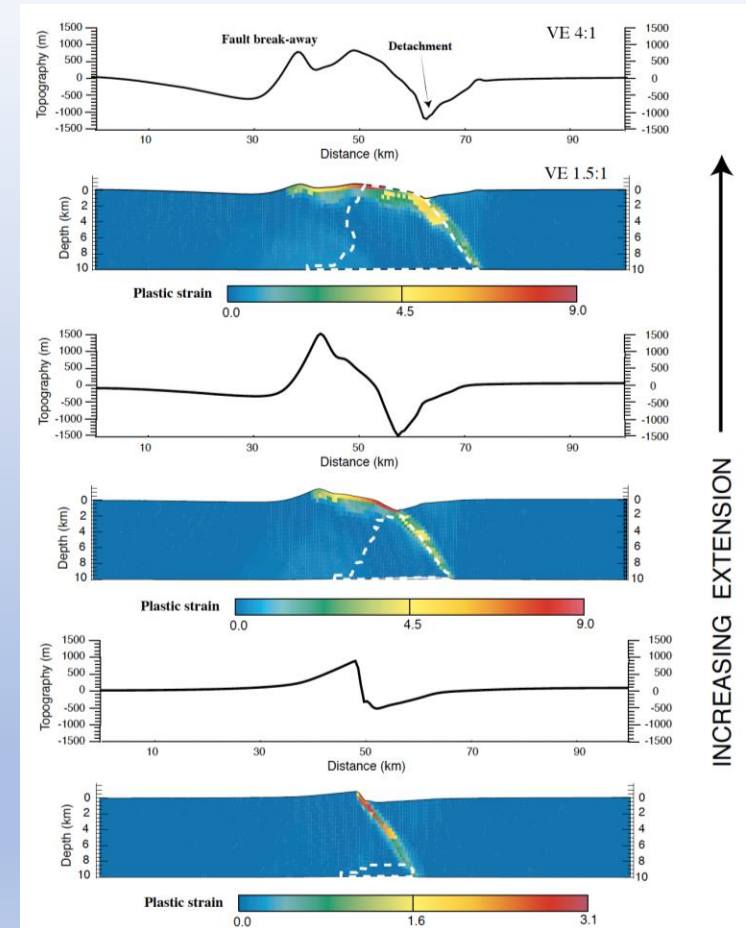 1500 1500
Fault break-away VE 4:1
1000 Detachment 1000
500 500
0 0
-500 -500
-1000 -1000
-1500 -1500
Topography (m)
10 30 50 70 90
Distance (km)
VE 1.5:1
0 0
2 2
4 4
6 6
8 8
10 10
Depth (km)
Plastic strain
0.0 4.5 9.0
1500 1500
1000 1000
500 500
0 0
-500 -500
-1000 -1000
-1500 -1500
Topography (m)
10 30 50 70 90
Distance (km)
0 0
2 2
4 4
6 6
8 8
10 10
Depth (km)
Plastic strain
0.0 4.5 9.0
1500 1500
1000 1000
500 500
0 0
-500 -500
-1000 -1000
-1500 -1500
Topography (m)
10 30 50 70 90
Distance (km)
0 0
2 2
4 4
6 6
8 8
10 10
Depth (km)
Plastic strain
0.0 1.6 3.1
INCREASING EXTENSION